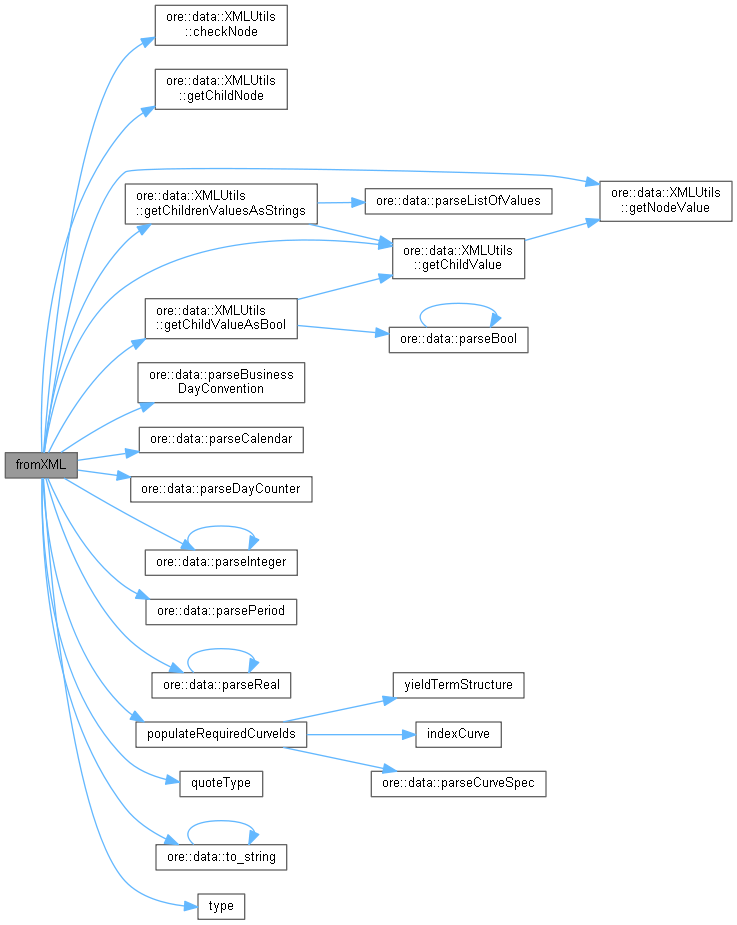 ore::data::XMLUtils
::checkNode
ore::data::XMLUtils
::getChildNode
ore::data::XMLUtils
::getChildrenValuesAsStrings
ore::data::parseListOfValues
ore::data::XMLUtils
::getNodeValue
ore::data::XMLUtils
::getChildValue
ore::data::XMLUtils
::getChildValueAsBool
ore::data::parseBool
ore::data::parseBusiness
DayConvention
ore::data::parseCalendar
fromXML
ore::data::parseDayCounter
ore::data::parseInteger
ore::data::parsePeriod
ore::data::parseReal
yieldTermStructure
populateRequiredCurveIds
indexCurve
ore::data::parseCurveSpec
quoteType
ore::data::to_string
type